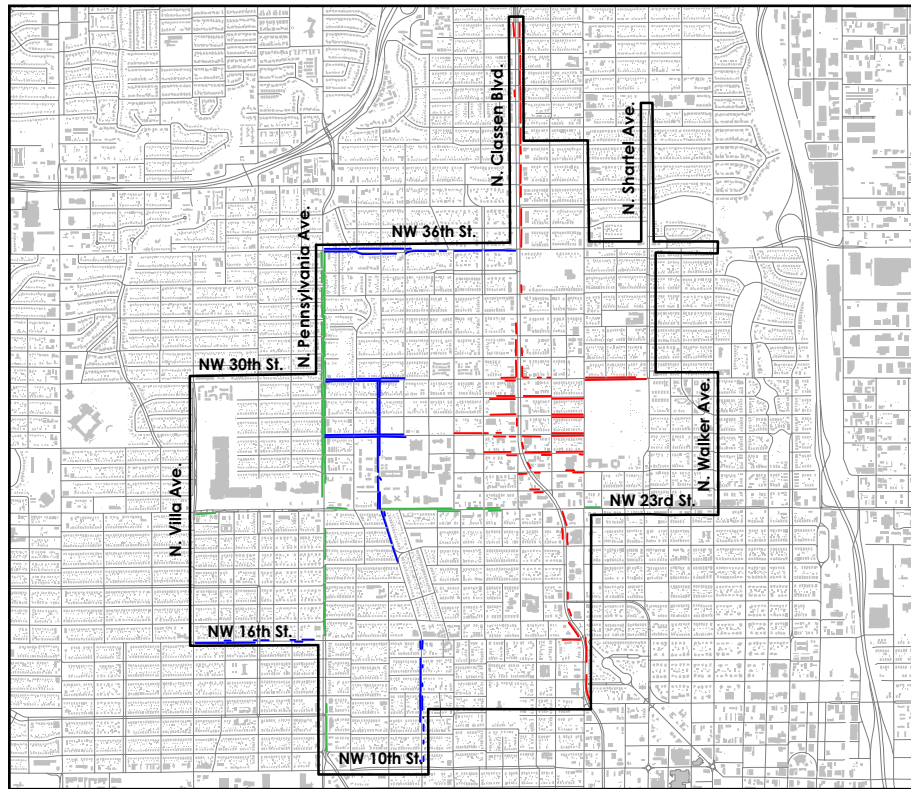 N. Classen Blvd.
N. Shartel Ave.
NW 36th St.
N. Pennsylvania Ave.
NW 30th St.
N. Walker Ave.
N. Villa Ave.
NW 23rd St.
NW 16th St.
NW 10th St.